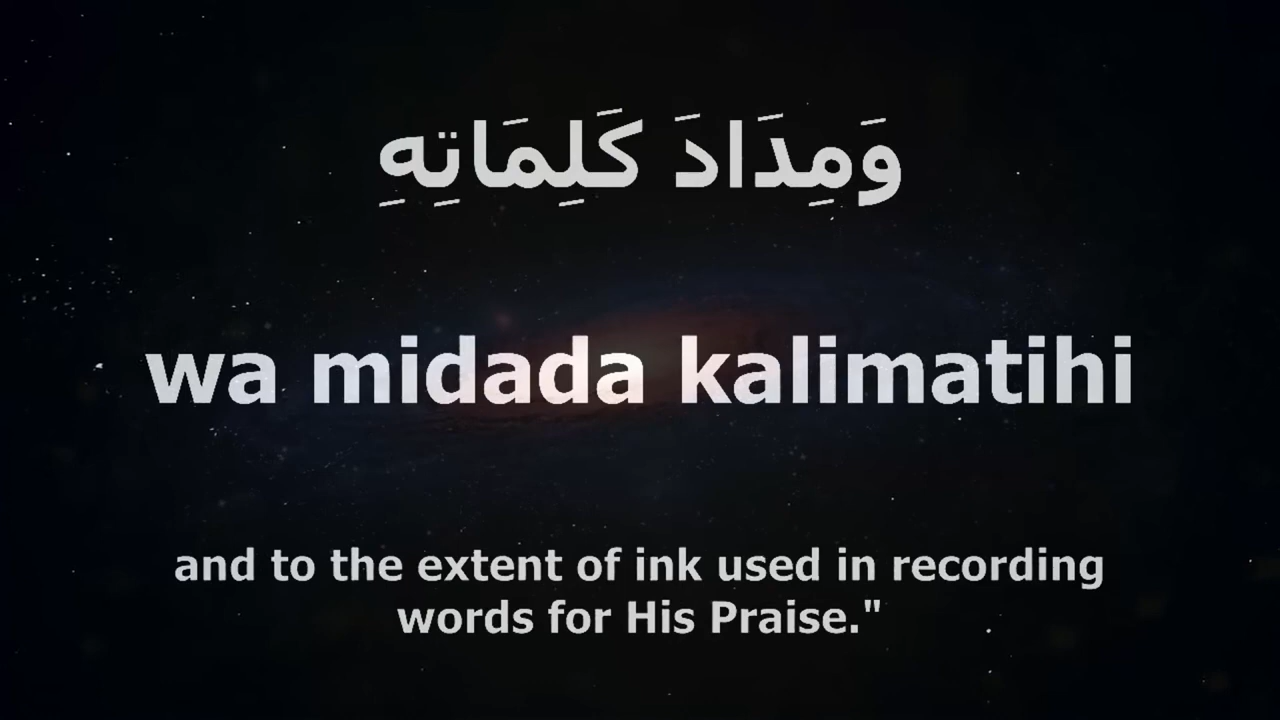 وَمِدَادَ كَلِمَاتِهِ
wa midada kalimatihi
and to the extent of ink used in recording
words for His Praise."